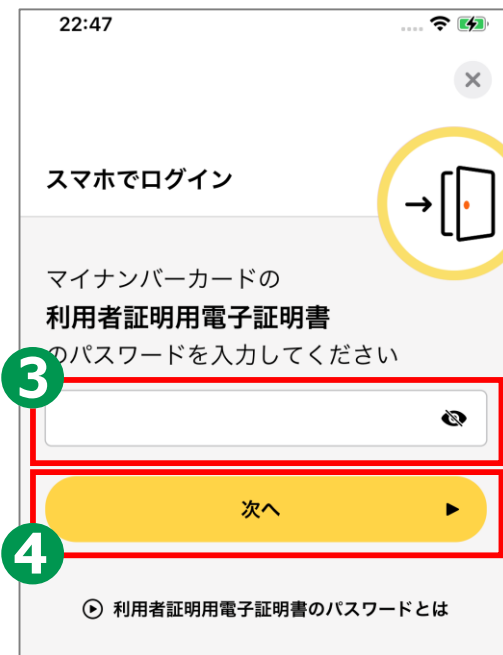 22:47
スマホでログイン
マイナンバーカードの
利用者証明用電子証明書
のパスワードを入力してください
3
次へ
4
利用者証明用電子証明書のパスワードとは